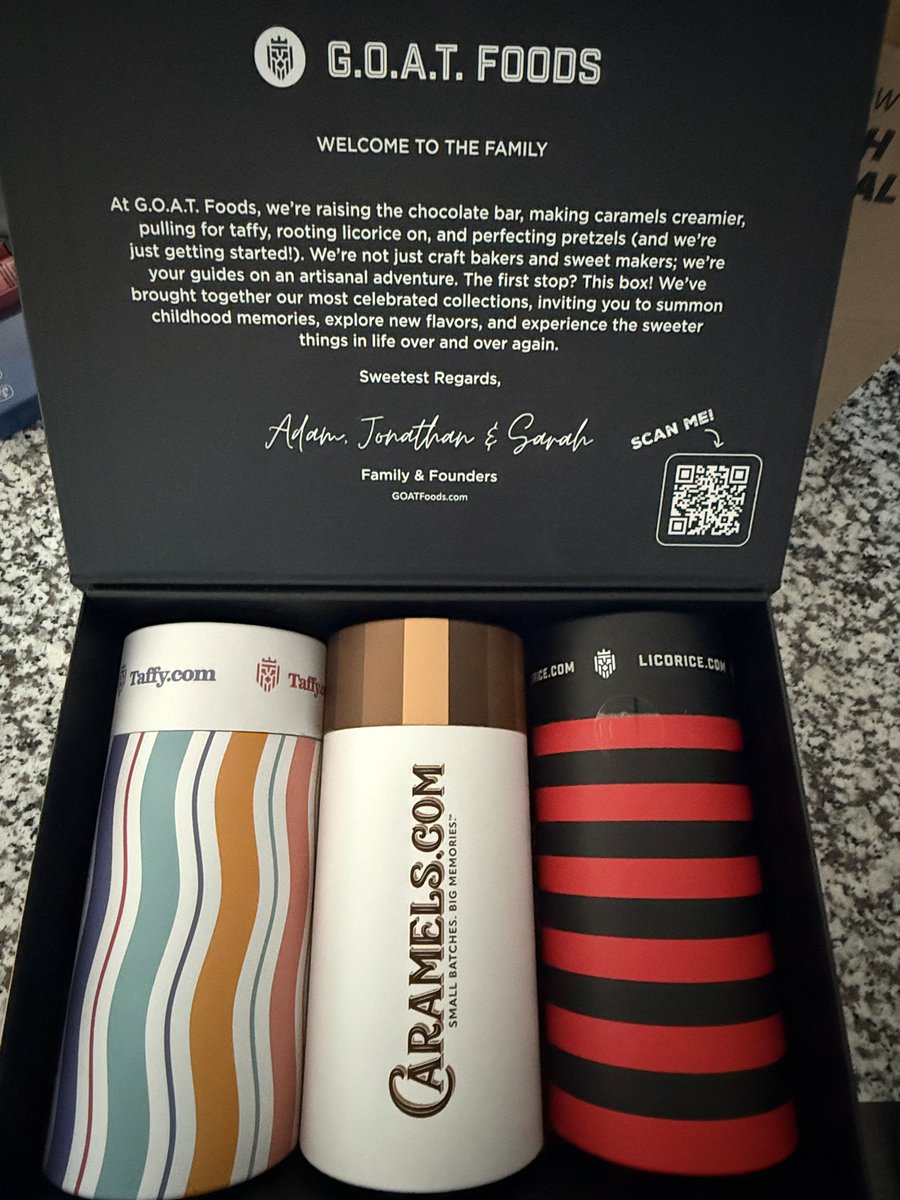 G.O.A.T. FOODS
WELCOME TO THE FAMILY
At G.O.A.T. Foods, we're raising the chocolate bar, making caramels creamier,
pulling for taffy, rooting licorice on, and perfecting pretzels (and we're
just getting started!). We're not just craft bakers and sweet makers; we're
your guides on an artisanal adventure. The first stop? This box! We've
brought together our most celebrated collections, inviting you to summon
childhood memories, explore new flavors, and experience the sweeter
things in life over and over again.
Sweetest Regards,
Adam, Jonathan & Sarah
Family & Founders
GOATFoods.com
SCAN ME!
Taffy.com
CARAMELS.COM
SMALL BATCHES. BIG MEMORIES.™
LICORICE.COM